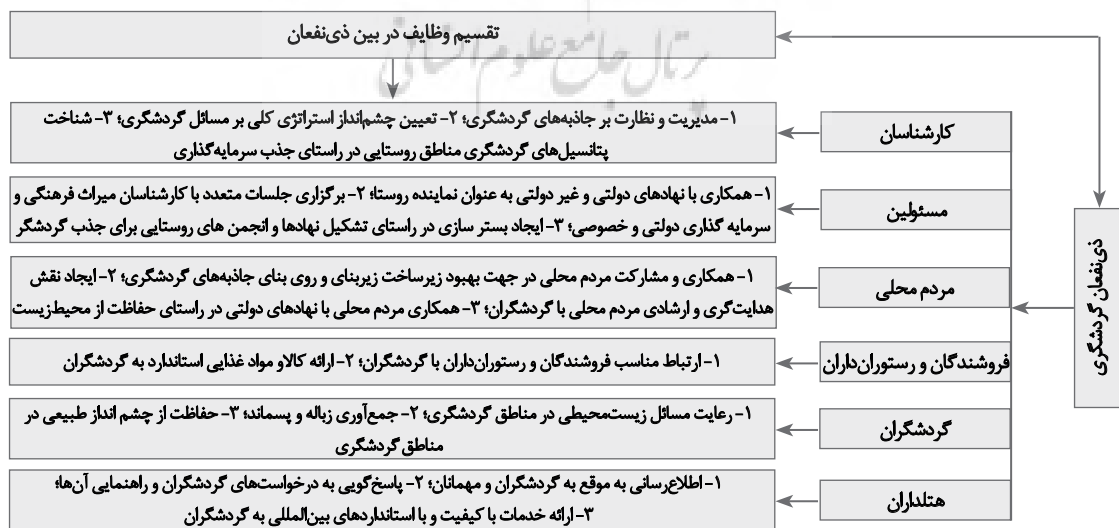 تقسیم وظایف در بین ذی‌نفعان
پرتال جامع علوم انسانی
ذی‌نفعان گردشگری
کارشناسان
۱- مدیریت و نظارت بر جاذبه‌های گردشگری؛ ۲- تعیین چشم‌انداز استراتژی کلی بر مسائل گردشگری؛ ۳- شناخت
پتانسیل‌های گردشگری مناطق روستایی در راستای جذب سرمایه‌گذاری
مسئولین
۱- همکاری با نهادهای دولتی و غیر دولتی به عنوان نماینده روستا؛ ۲- برگزاری جلسات متعدد با کارشناسان میراث فرهنگی و
سرمایه گذاری دولتی و خصوصی؛ ۳- ایجاد بستر سازی در راستای تشکیل نهادها و انجمن های روستایی برای جذب گردشگر
مردم محلی
۱- همکاری و مشارکت مردم محلی در جهت بهبود زیرساخت زیربنای و روی بنای جاذبه‌های گردشگری؛ ۲- ایجاد نقش
هدایت‌گری و ارشادی مردم محلی با گردشگران؛ ۳- همکاری مردم محلی با نهادهای دولتی در راستای حفاظت از محیط‌زیست
فروشندگان و رستوران‌داران
۱- ارتباط مناسب فروشندگان و رستوران‌داران با گردشگران؛ ۲- ارائه کالاو مواد غذایی استاندارد به گردشگران
گردشگران
۱- رعایت مسائل زیست‌محیطی در مناطق گردشگری؛ ۲- جمع‌آوری زباله و پسماند؛ ۳- حفاظت از چشم انداز طبیعی در
مناطق گردشگری
هتلداران
۱- اطلاع‌رسانی به موقع به گردشگران و مهمانان؛ ۲- پاسخ‌گویی به درخواست‌های گردشگران و راهنمایی آن‌ها؛
۳- ارائه خدمات با کیفیت و با استانداردهای بین‌المللی به گردشگران